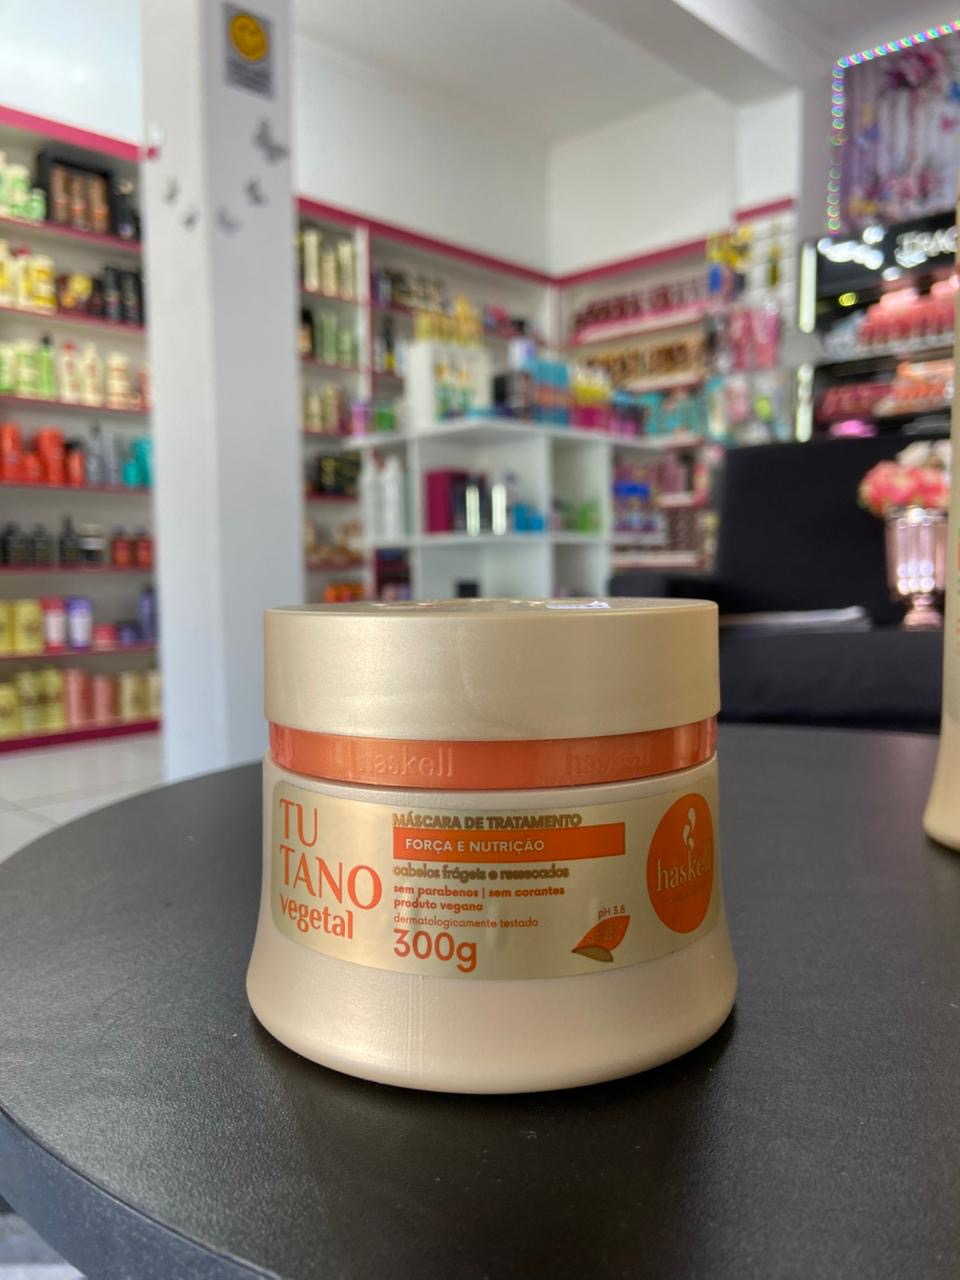 haskell haskell
TU
TANO
vegetal
MÁSCARA DE TRATAMENTO
FORÇA E NUTRIÇÃO
cabelos frágeis e ressecados
sem parabenos | sem corantes
produto vegano
dermatologicamente testado
300g
pH 3.8
haskell